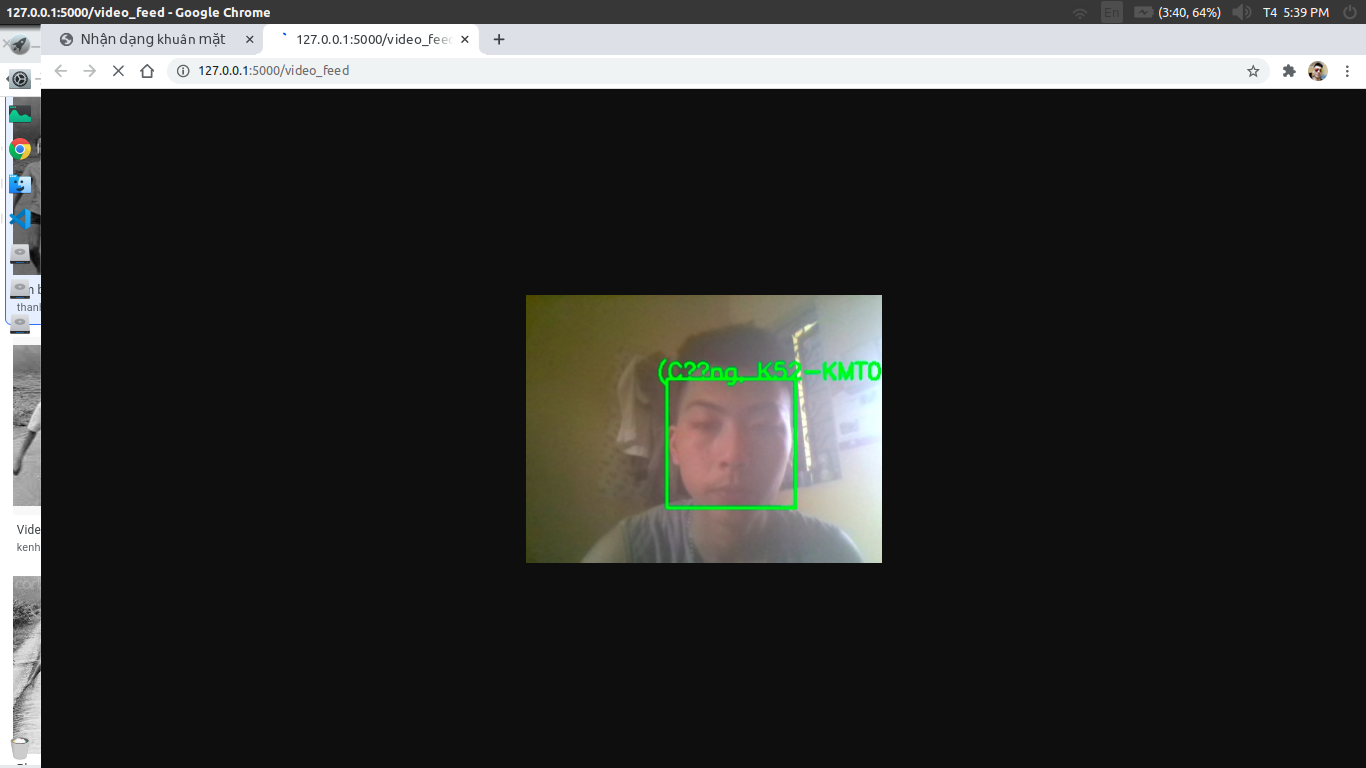 127.0.0.1:5000/video_feed - Google Chrome
En
(3:40, 64%)
T4 5:39 PM
Nhận dạng khuân mặt
127.0.0.1:5000/video_feed
127.0.0.1:5000/video_feed
thanl
Vide
kenh
(C??ng, K52-KMT0